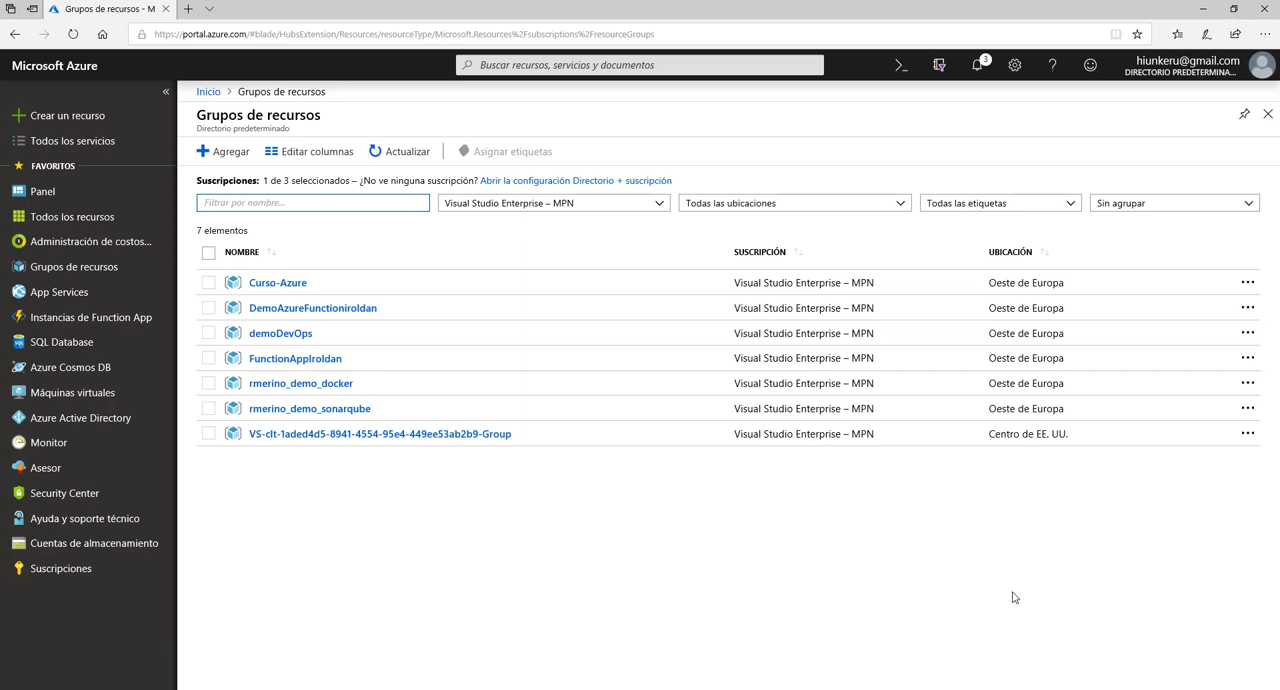 Grupos de recursos - M
https://portal.azure.com/#blade/HubsExtension/Resources/resourceType/Microsoft.Resources%2Fsubscriptions%2FresourceGroups
Microsoft Azure
Buscar recursos, servicios y documentos
3
hiunkeru@gmail.com
DIRECTORIO PREDETERMINA...
Crear un recurso
Todos los servicios
FAVORITOS
Panel
Todos los recursos
Administración de costos...
Grupos de recursos
App Services
Instancias de Function App
SQL Database
Azure Cosmos DB
Máquinas virtuales
Azure Active Directory
Monitor
Asesor
Security Center
Ayuda y soporte técnico
Cuentas de almacenamiento
Suscripciones
Inicio > Grupos de recursos
Grupos de recursos
Directorio predeterminado
Agregar Editar columnas Actualizar Asignar etiquetas
Suscripciones: 1 de 3 seleccionados – ¿No ve ninguna suscripción? Abrir la configuración Directorio + suscripción
Filtrar por nombre... Visual Studio Enterprise – MPN Todas las ubicaciones Todas las etiquetas Sin agrupar
7 elementos
NOMBRE SUSCRIPCIÓN UBICACIÓN
Curso-Azure Visual Studio Enterprise – MPN Oeste de Europa
DemoAzureFunctioniroldan Visual Studio Enterprise – MPN Oeste de Europa
demoDevOps Visual Studio Enterprise – MPN Oeste de Europa
FunctionAppIroldan Visual Studio Enterprise – MPN Oeste de Europa
rmerino_demo_docker Visual Studio Enterprise – MPN Oeste de Europa
rmerino_demo_sonarqube Visual Studio Enterprise – MPN Oeste de Europa
VS-clt-1aded4d5-8941-4554-95e4-449ee53ab2b9-Group Visual Studio Enterprise – MPN Centro de EE. UU.